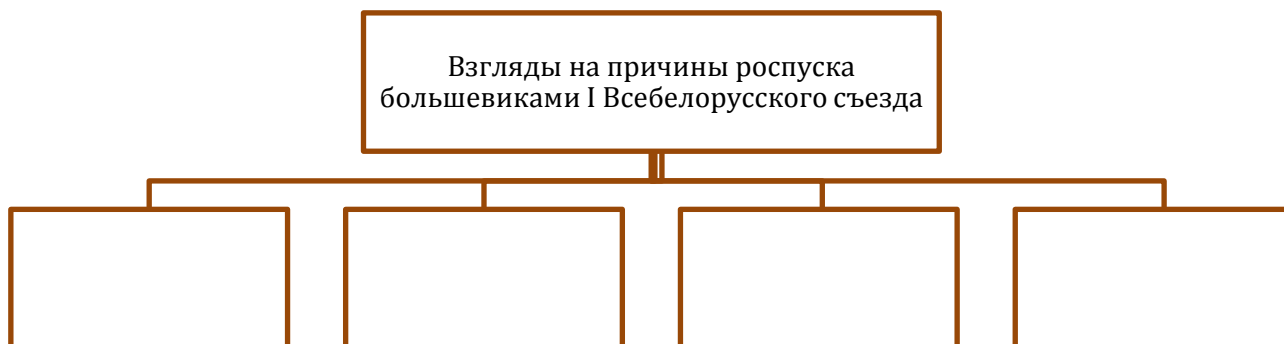 Взгляды на причины роспуска
большевиками I Всебелорусского съезда